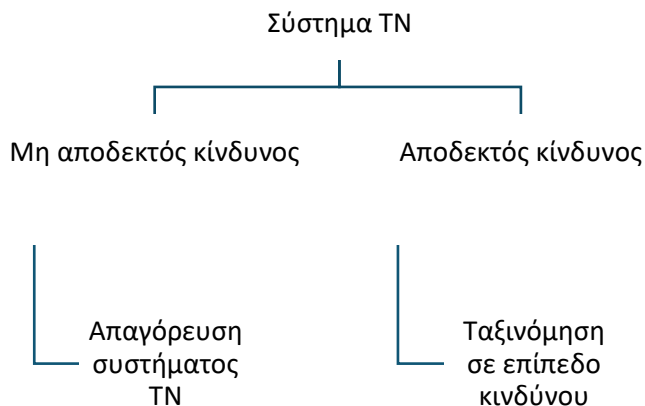 Σύστημα ΤΝ
Μη αποδεκτός κίνδυνος
Αποδεκτός κίνδυνος
Απαγόρευση
συστήματος
ΤΝ
Ταξινόμηση
σε επίπεδο
κινδύνου